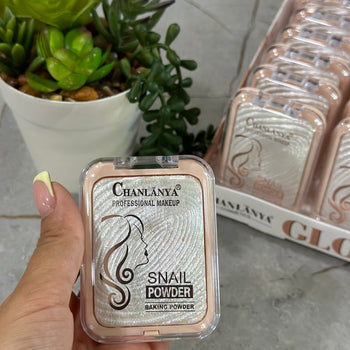 CHANLANYA®
PROFESSIONAL MAKEUP
SNAIL
POWDER
BAKING POWDER
CHANLANYA®
CHANLANYA®
GLO